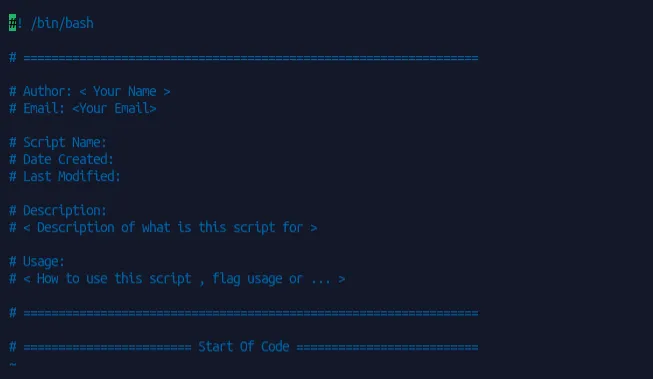 #! /bin/bash
# =================================================================
# Author: < Your Name >
# Email: <Your Email>
# Script Name:
# Date Created:
# Last Modified:
# Description:
# < Description of what is this script for >
# Usage:
# < How to use this script , flag usage or ... >
# =================================================================
# ======================== Start Of Code ==========================
~